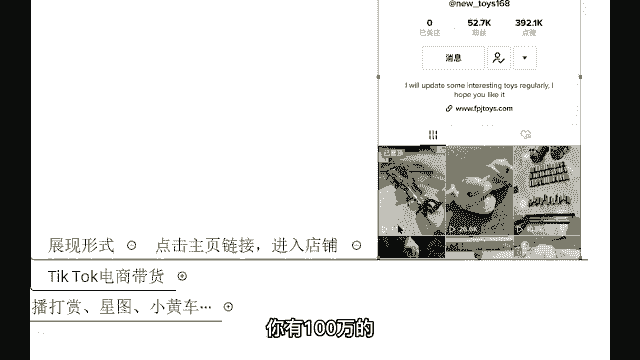 @new_toys168
0 52.7K 392.1K
已关注 粉丝 点赞
消息
I will update some interesting toys regularly, I
hope you like it
www.fpjtoys.com
展现形式 点击主页链接，进入店铺
TikTok电商带货
播打赏、星图、小黄车…
你有100万的